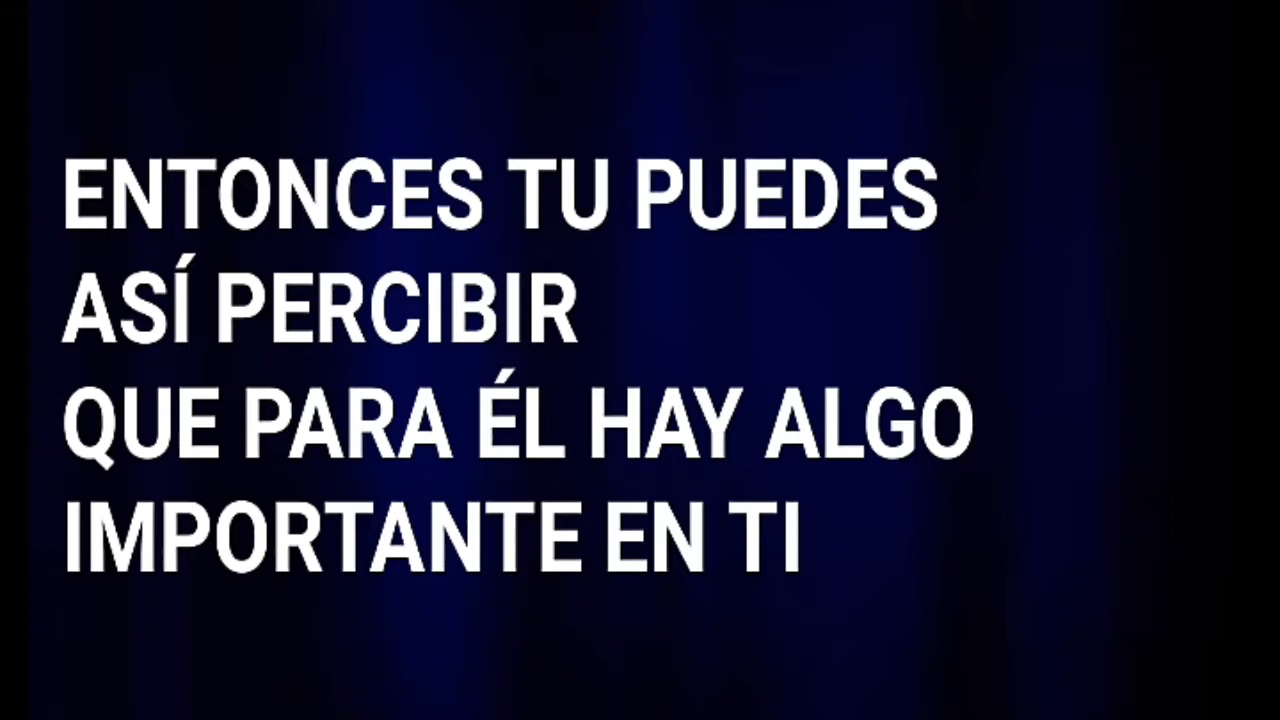 ENTONCES TU PUEDES
ASÍ PERCIBIR
QUE PARA ÉL HAY ALGO
IMPORTANTE EN TI